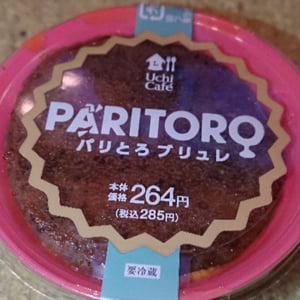 Uchi
Café
PARITORO
パリとろブリュレ
本体
価格 264円
(税込285円)
要冷蔵